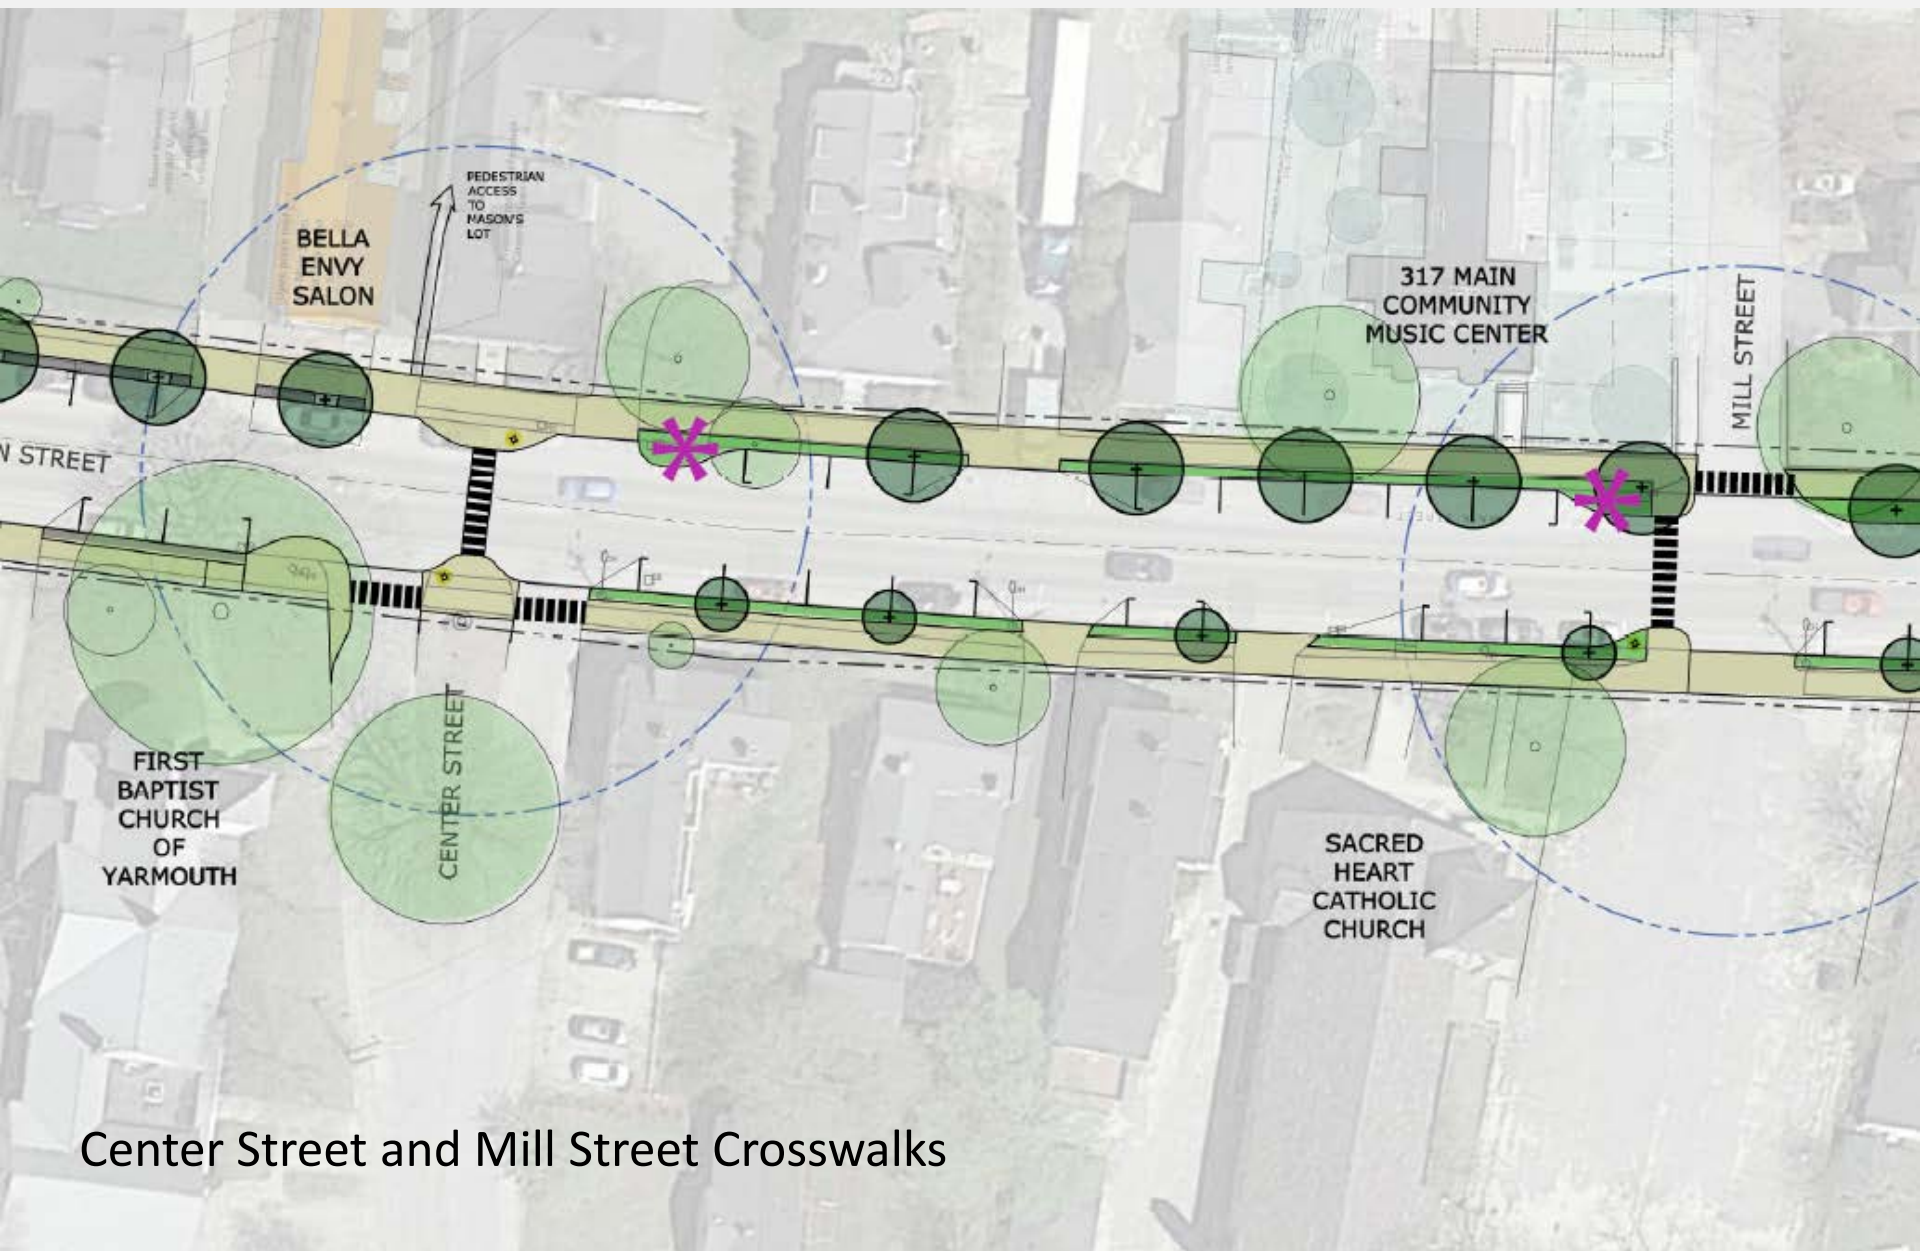 PEDESTRIAN
ACCESS
TO
MASON'S
LOT
BELLA
ENVY
SALON
317 MAIN
COMMUNITY
MUSIC CENTER
MILL STREET
N STREET
FIRST
BAPTIST
CHURCH
OF
YARMOUTH
CENTER STREET
SACRED
HEART
CATHOLIC
CHURCH
Center Street and Mill Street Crosswalks